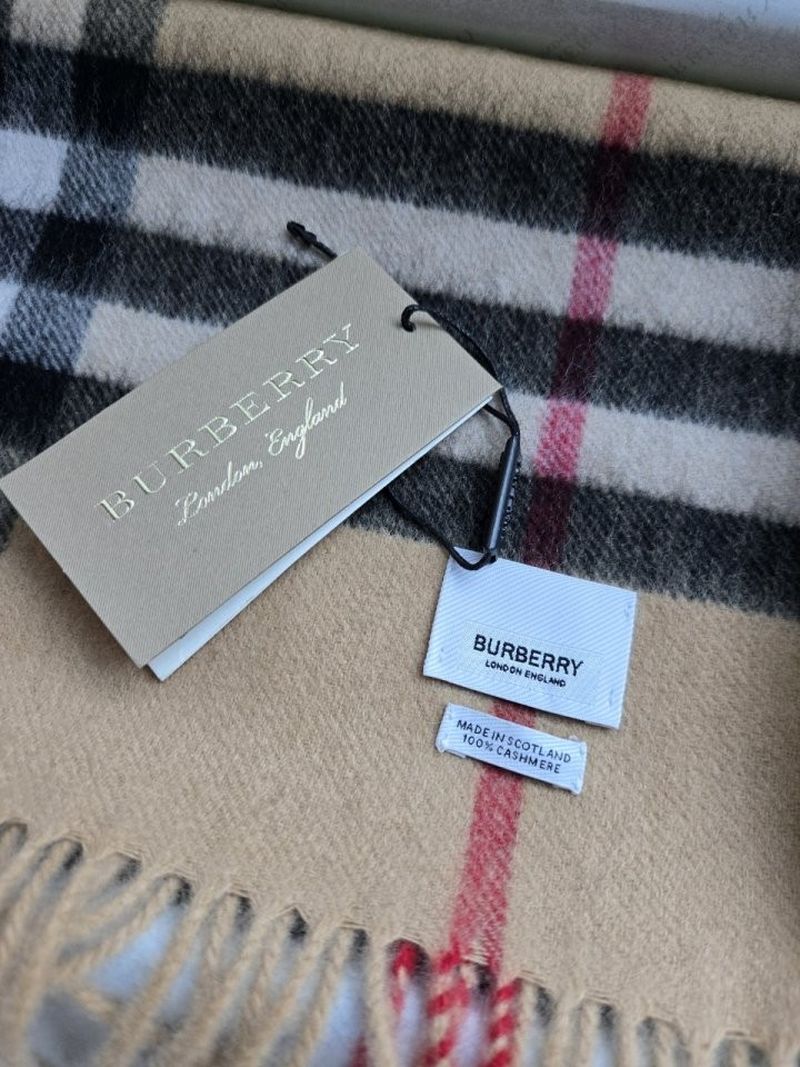 BURBERRY
London, England
BURBERRY
LONDON ENGLAND
MADE IN SCOTLAND
100% CASHMERE